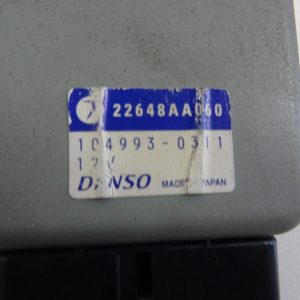 22648AA060
104993-0311
12V
DENSO MADE IN JAPAN